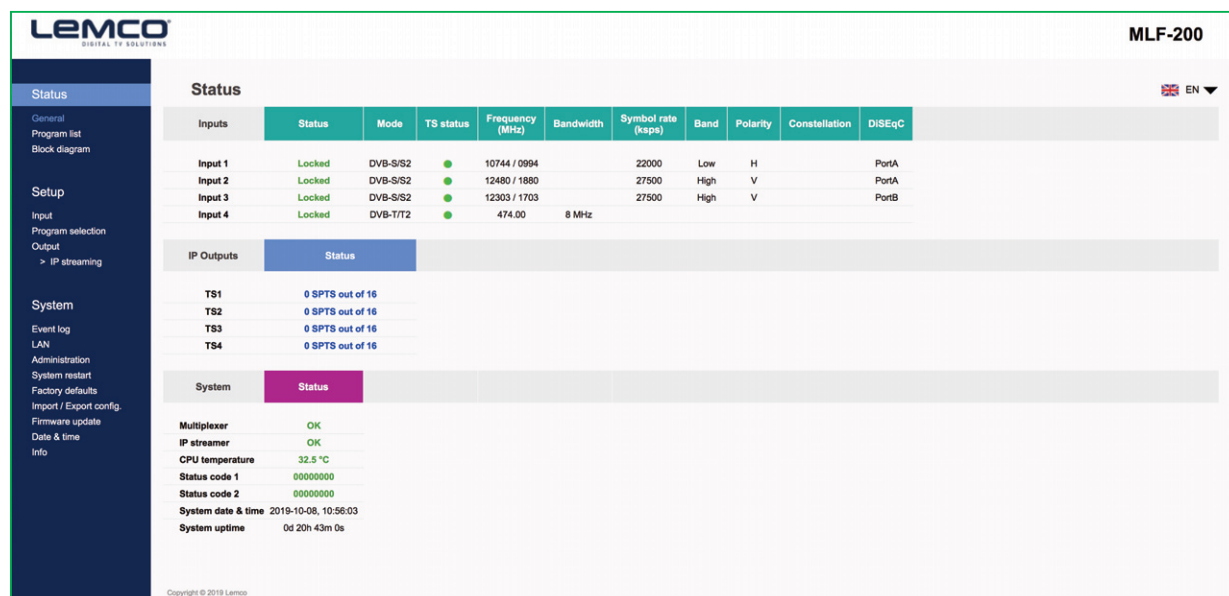 LEMCO
DIGITAL TV SOLUTIONS
MLF-200
Status
General
Program list
Block diagram
Setup
Input
Program selection
Output
> IP streaming
System
Event log
LAN
Administration
System restart
Factory defaults
Import / Export config.
Firmware update
Date & time
Info
Status
EN
Inputs Status Mode TS status Frequency (MHz) Bandwidth Symbol rate (ksps) Band Polarity Constellation DiSEqC
Input 1 Locked DVB-S/S2 10744 / 0994 22000 Low H PortA
Input 2 Locked DVB-S/S2 12480 / 1880 27500 High V PortA
Input 3 Locked DVB-S/S2 12303 / 1703 27500 High V PortB
Input 4 Locked DVB-T/T2 474.00 8 MHz
IP Outputs Status
TS1 0 SPTS out of 16
TS2 0 SPTS out of 16
TS3 0 SPTS out of 16
TS4 0 SPTS out of 16
System Status
Multiplexer OK
IP streamer OK
CPU temperature 32.5 °C
Status code 1 00000000
Status code 2 00000000
System date & time 2019-10-08, 10:56:03
System uptime 0d 20h 43m 0s
Copyright © 2019 Lemco